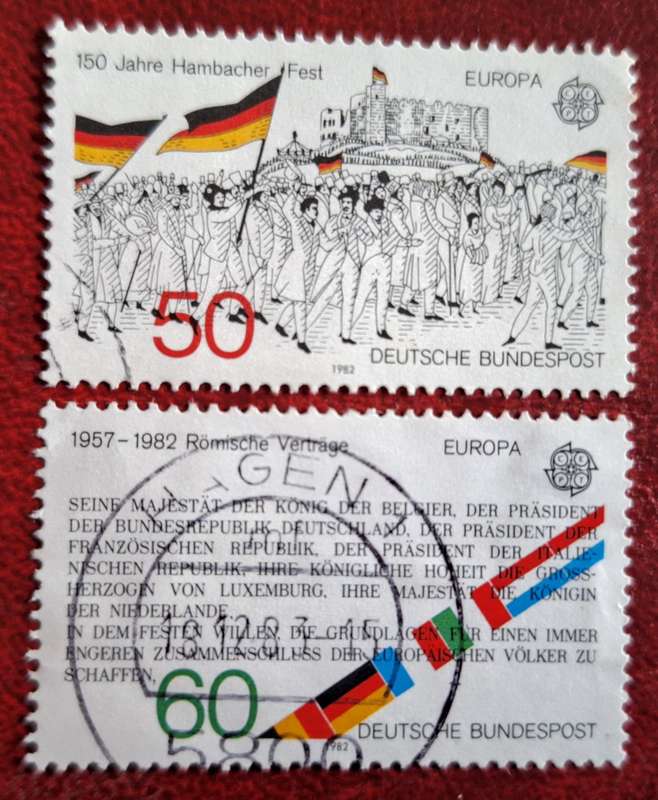 150 Jahre Hambacher Fest
EUROPA
50
DEUTSCHE BUNDESPOST
1982
1957-1982 Römische Verträge
EUROPA
SEINE MAJESTÄT DER KÖNIG DER BELGIER, DER PRÄSIDENT
DER BUNDESREPUBLIK DEUTSCHLAND, DER PRÄSIDENT DER
FRANZÖSISCHEN REPUBLIK, DER PRÄSIDENT DER ITALIE-
NISCHEN REPUBLIK, IHRE KÖNIGLICHE HOHEIT DIE GROSS-
HERZOGIN VON LUXEMBURG, IHRE MAJESTÄT DIE KÖNIGIN
DER NIEDERLANDE,
IN DEM FESTEN WILLEN, DIE GRUNDLAGEN FÜR EINEN IMMER
ENGEREN ZUSAMMENSCHLUSS DER EUROPÄISCHEN VÖLKER ZU
SCHAFFEN,
60
DEUTSCHE BUNDESPOST
1982